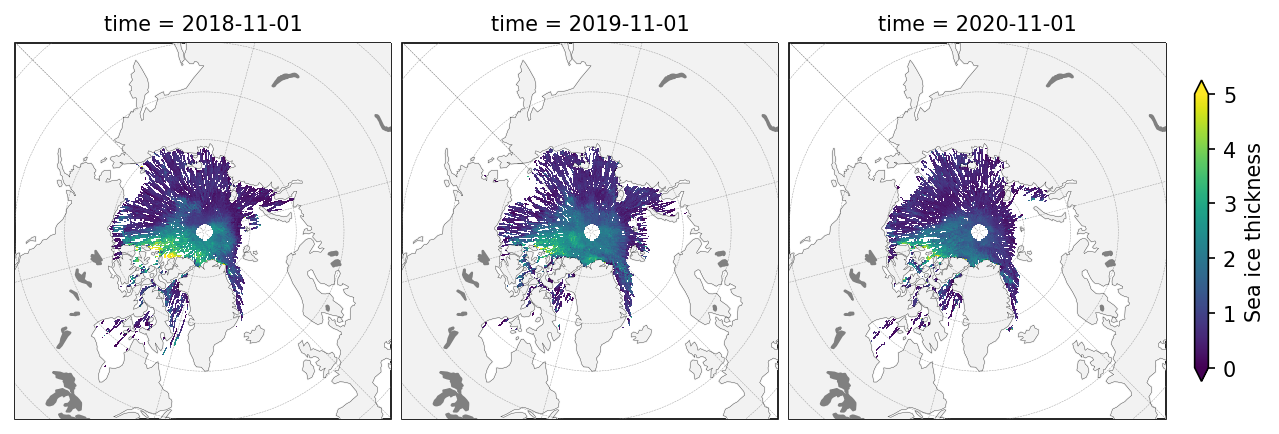 time = 2018-11-01
time = 2019-11-01
time = 2020-11-01
5
4
3
2
1
0
Sea ice thickness